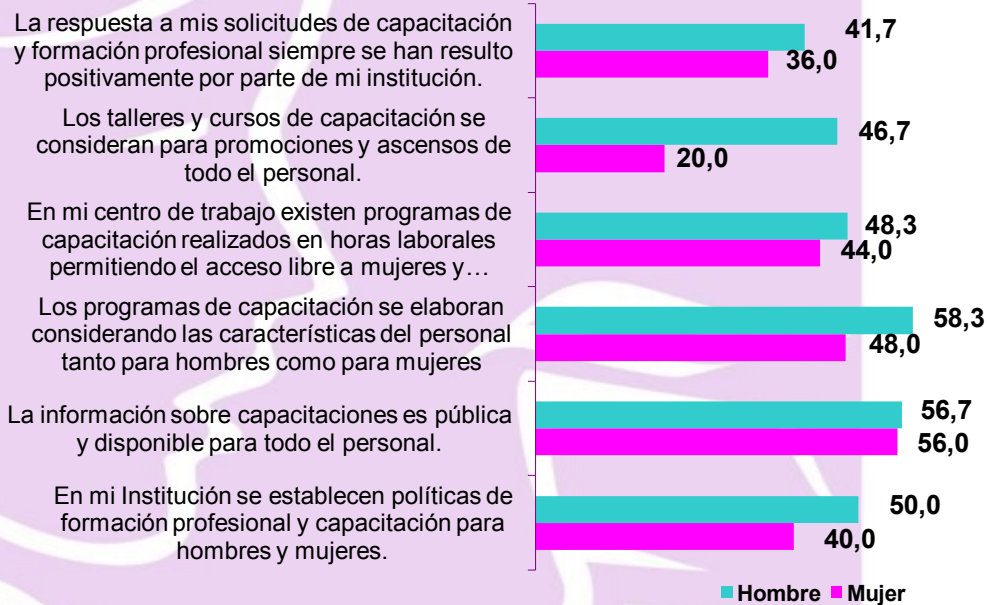 La respuesta a mis solicitudes de capacitación
y formación profesional siempre se han resulto
positivamente por parte de mi institución.
41,7
36,0
Los talleres y cursos de capacitación se
consideran para promociones y ascensos de
todo el personal.
46,7
20,0
En mi centro de trabajo existen programas de
capacitación realizados en horas laborales
permitiendo el acceso libre a mujeres y…
48,3
44,0
Los programas de capacitación se elaboran
considerando las características del personal
tanto para hombres como para mujeres
58,3
48,0
La información sobre capacitaciones es pública
y disponible para todo el personal.
56,7
56,0
En mi Institución se establecen políticas de
formación profesional y capacitación para
hombres y mujeres.
50,0
40,0
Hombre Mujer